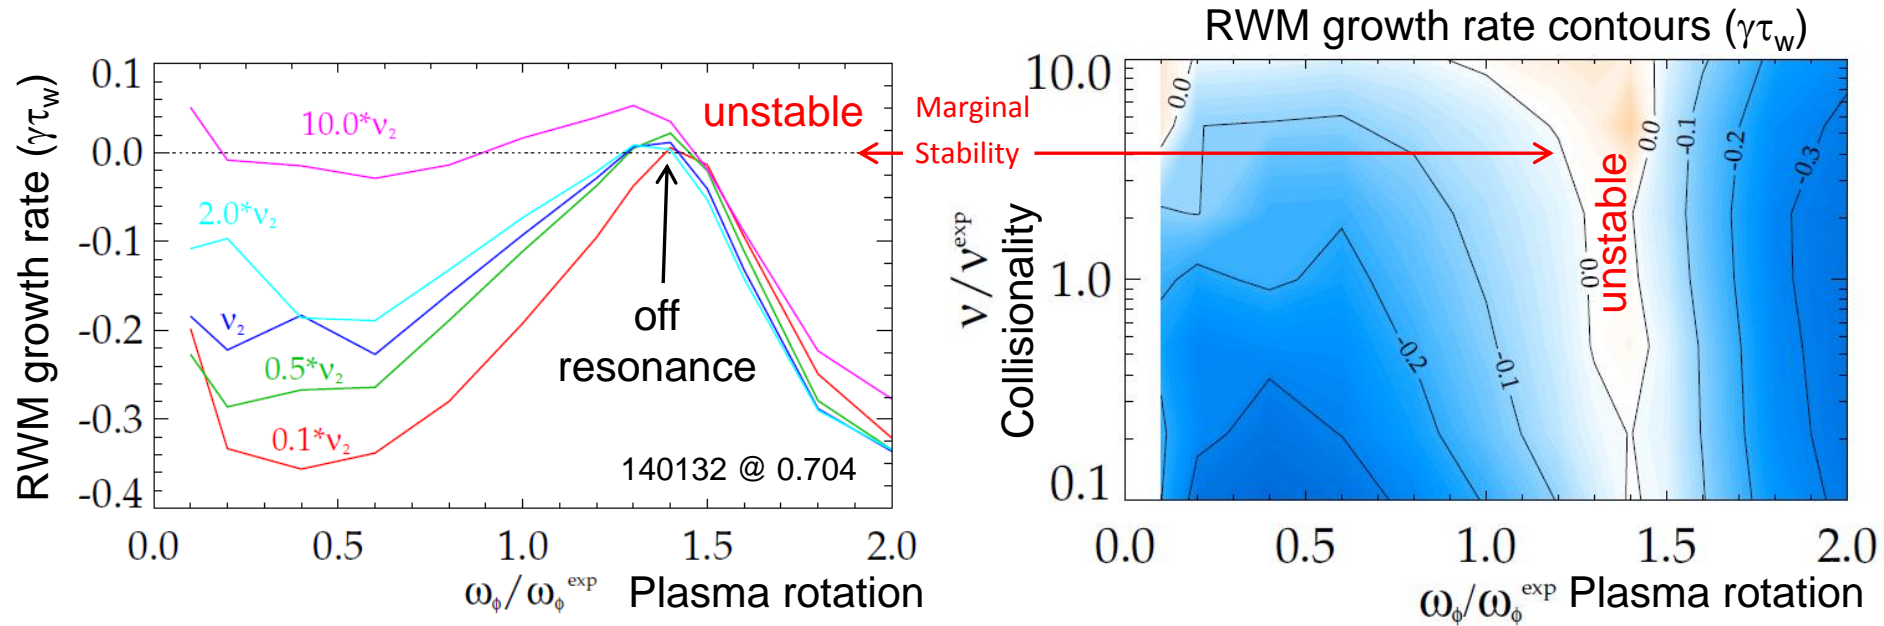 RWM growth rate (γτw)
0.1
0.0
-0.1
-0.2
-0.3
-0.4
10.0*ν₂
2.0*ν₂
ν₂
0.5*ν₂
0.1*ν₂
unstable
off
resonance
140132 @ 0.704
0.0 0.5 1.0 1.5 2.0
ωϕ/ωϕexp Plasma rotation
Marginal
Stability
RWM growth rate contours (γτw)
ν/νexp
Collisionality
10.0
1.0
0.1
0.0
0.0
-0.1
-0.2
-0.3
0.0
unstable
-0.2
-0.1
0.0 0.5 1.0 1.5 2.0
ωϕ/ωϕexp Plasma rotation